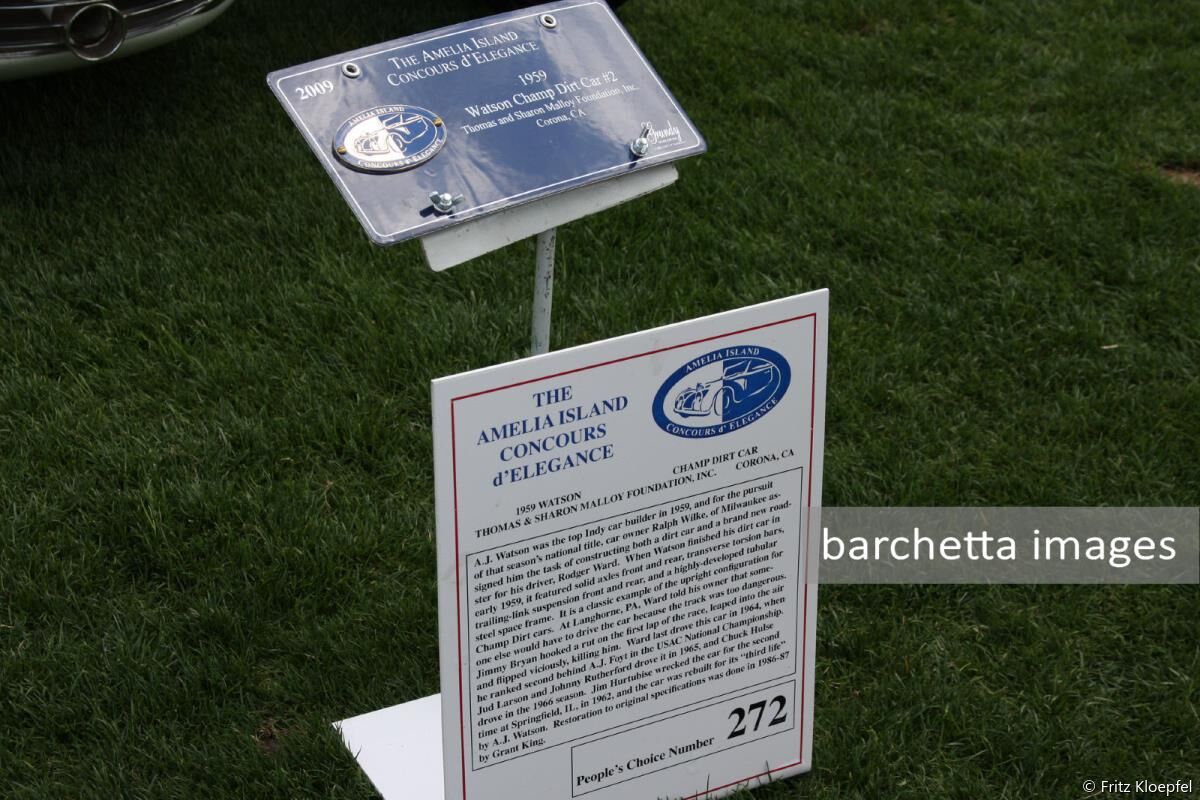 2009
THE AMELIA ISLAND
CONCOURS d'ELEGANCE
1959
Watson Champ Dirt Car #2
Thomas and Sharon Malloy Foundation, Inc.
Corona, CA
AMELIA ISLAND
CONCOURS d'ELEGANCE
Grundy
THE
AMELIA ISLAND
CONCOURS
d'ELEGANCE
AMELIA ISLAND
CONCOURS d' ELEGANCE
1959 WATSON CHAMP DIRT CAR
THOMAS & SHARON MALLOY FOUNDATION, INC. CORONA, CA
A.J. Watson was the top Indy car builder in 1959, and for the pursuit
of that season's national title, car owner Ralph Wilke, of Milwaukee as-
signed him the task of constructing both a dirt car and a brand new road-
ster for his driver, Rodger Ward. When Watson finished his dirt car in
early 1959, it featured solid axles front and rear, transverse torsion bars,
trailing-link suspension front and rear, and a highly-developed tubular
steel space frame. It is a classic example of the upright configuration for
Champ Dirt cars. At Langhorne, PA, Ward told his owner that some-
one else would have to drive the car because the track was too dangerous.
Jimmy Bryan hooked a rut on the first lap of the race, leaped into the air
and flipped viciously, killing him. Ward last drove this car in 1964, when
he ranked second behind A.J. Foyt in the USAC National Championship.
Jud Larson and Johnny Rutherford drove it in 1965, and Chuck Hulse
drove in the 1966 season. Jim Hurtubise wrecked the car for the second
time at Springfield, IL, in 1962, and the car was rebuilt for its "third life"
by A.J. Watson. Restoration to original specifications was done in 1986-87
by Grant King.
People's Choice Number 272
barchetta images
© Fritz Kloepfel